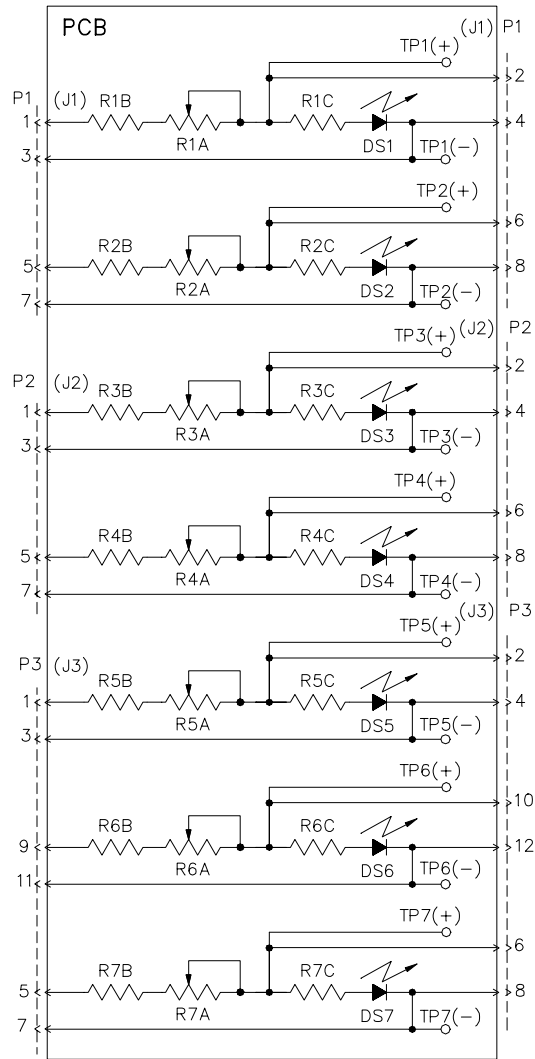 PCB
TP1(+) (J1) P1
2
P1 (J1) R1B R1C
1 4
R1A DS1 TP1(−)
3
TP2(+)
6
R2B R2C
5 8
R2A DS2 TP2(−)
7
TP3(+) (J2) P2
2
P2 (J2) R3B R3C
1 4
R3A DS3 TP3(−)
3
TP4(+)
6
R4B R4C
5 8
R4A DS4 TP4(−)
7
TP5(+) (J3) P3
2
P3 (J3) R5B R5C
1 4
R5A DS5 TP5(−)
3
TP6(+)
10
R6B R6C
9 12
R6A DS6 TP6(−)
11
TP7(+)
6
R7B R7C
5 8
R7A DS7 TP7(−)
7